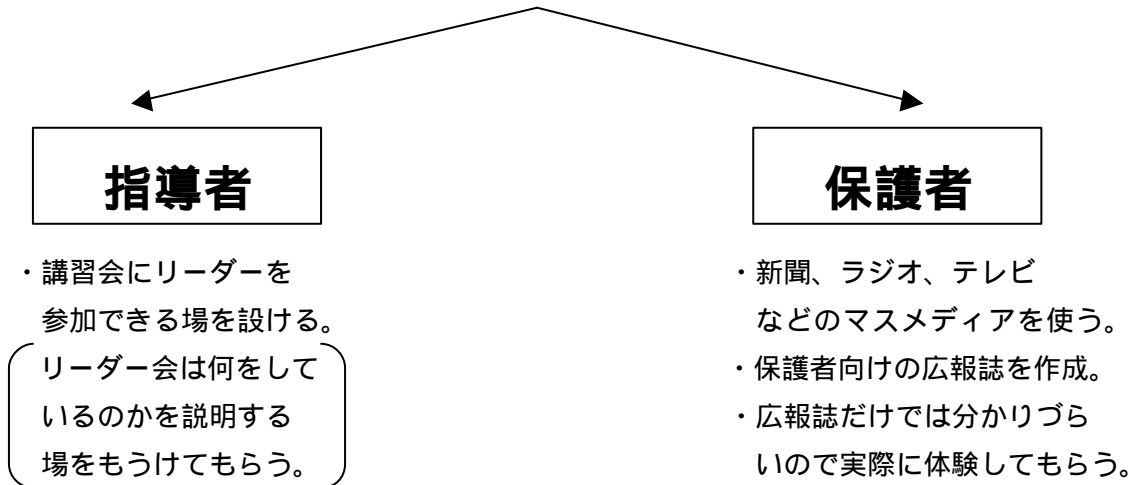 指導者
・講習会にリーダーを
参加できる場を設ける。
リーダー会は何をして
いるのかを説明する
場をもうけてもらう。
保護者
・新聞、ラジオ、テレビ
などのマスメディアを使う。
・保護者向けの広報誌を作成。
・広報誌だけでは分かりづら
いので実際に体験してもらう。